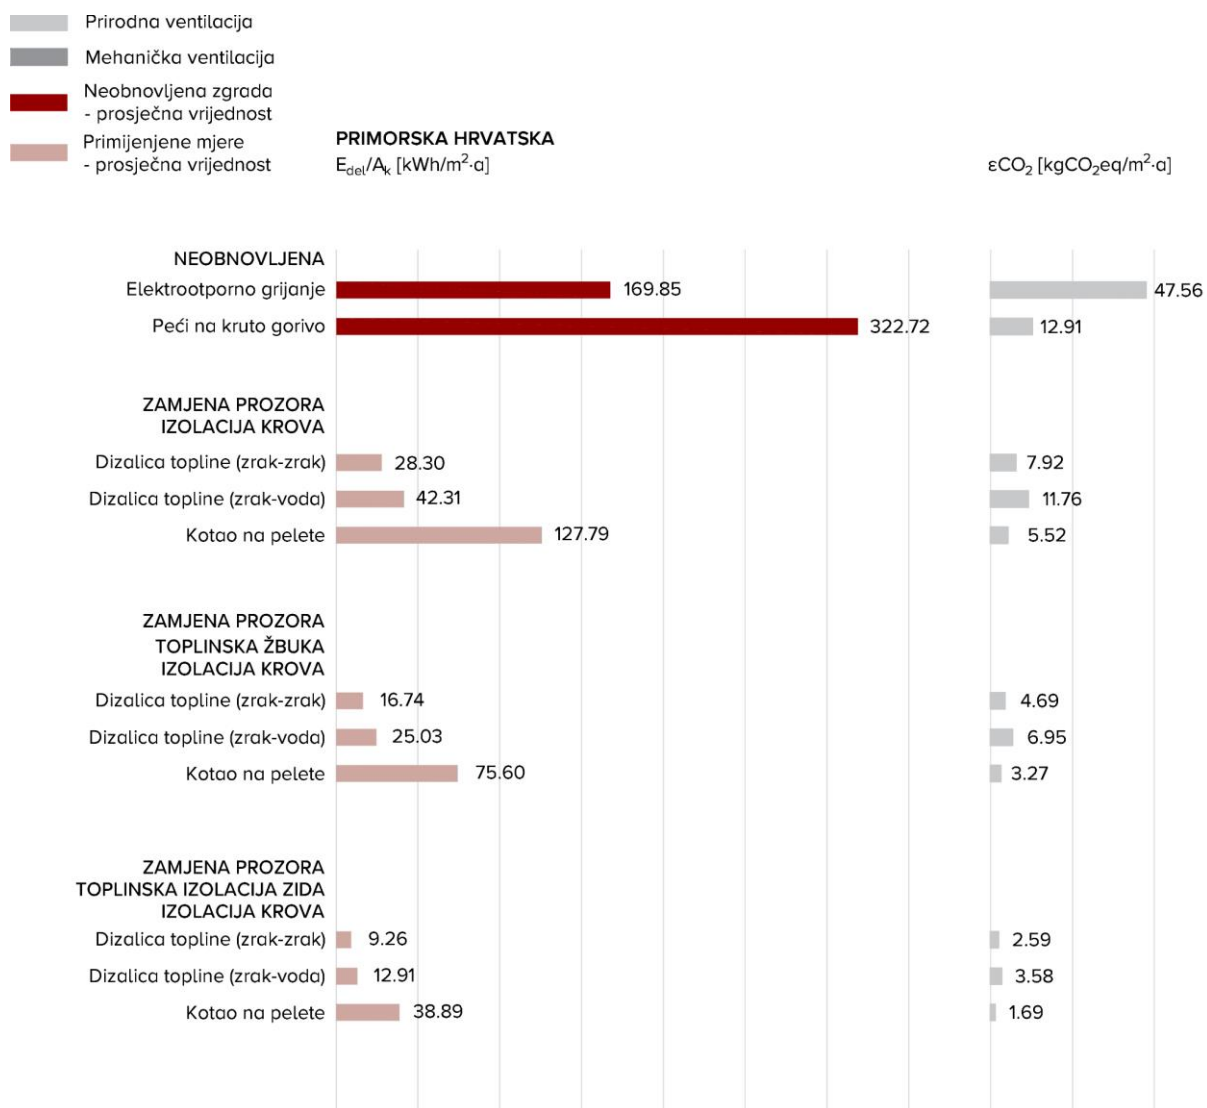 Prirodna ventilacija
Mehanička ventilacija
Neobnovljena zgrada
- prosječna vrijednost
Primijenjene mjere
- prosječna vrijednost
PRIMORSKA HRVATSKA
E_del/A_k [kWh/m²·a]
εCO₂ [kgCO₂eq/m²·a]
NEOBNOVLJENA
Elektrootporno grijanje 169.85 47.56
Peći na kruto gorivo 322.72 12.91
ZAMJENA PROZORA
IZOLACIJA KROVA
Dizalica topline (zrak-zrak) 28.30 7.92
Dizalica topline (zrak-voda) 42.31 11.76
Kotao na pelete 127.79 5.52
ZAMJENA PROZORA
TOPLINSKA ŽBUKA
IZOLACIJA KROVA
Dizalica topline (zrak-zrak) 16.74 4.69
Dizalica topline (zrak-voda) 25.03 6.95
Kotao na pelete 75.60 3.27
ZAMJENA PROZORA
TOPLINSKA IZOLACIJA ZIDA
IZOLACIJA KROVA
Dizalica topline (zrak-zrak) 9.26 2.59
Dizalica topline (zrak-voda) 12.91 3.58
Kotao na pelete 38.89 1.69